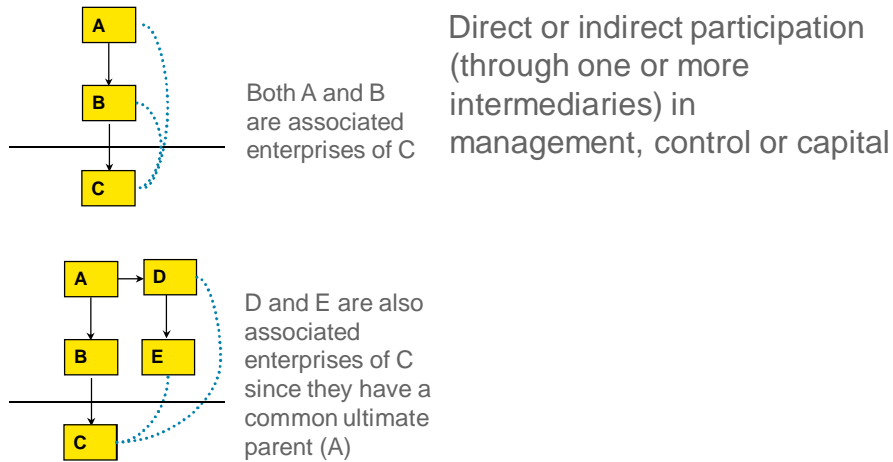 A
B
C
Both A and B
are associated
enterprises of C
Direct or indirect participation
(through one or more
intermediaries) in
management, control or capital
A
D
B
E
C
D and E are also
associated
enterprises of C
since they have a
common ultimate
parent (A)